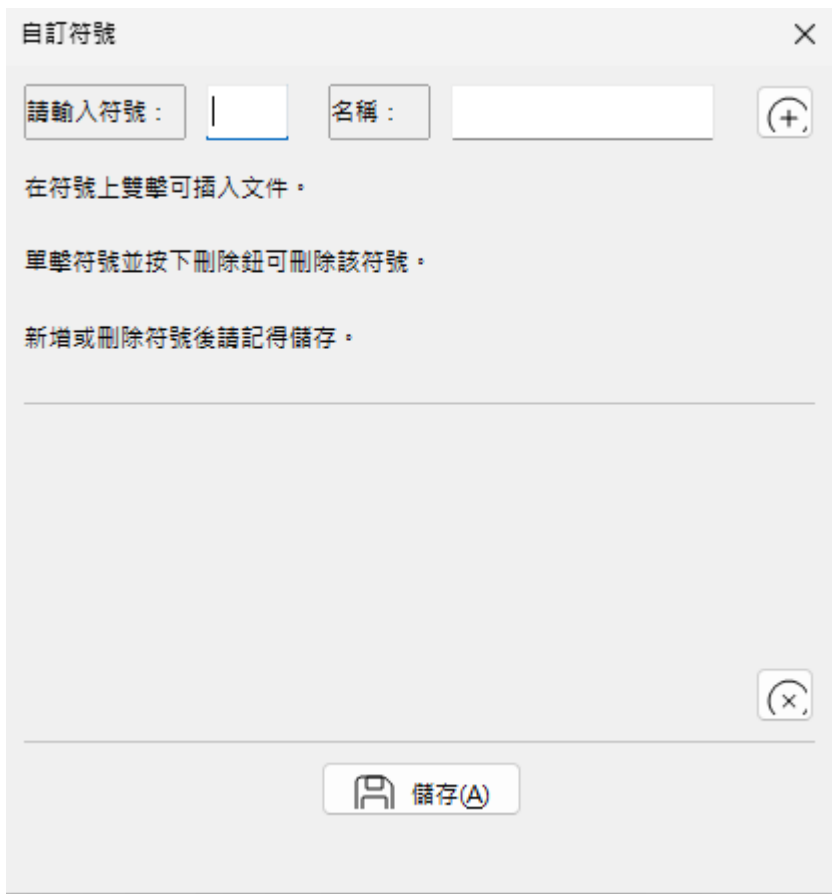 自訂符號
請輸入符號： 名稱：
在符號上雙擊可插入文件。
單擊符號並按下刪除鈕可刪除該符號。
新增或刪除符號後請記得儲存。
儲存(A)